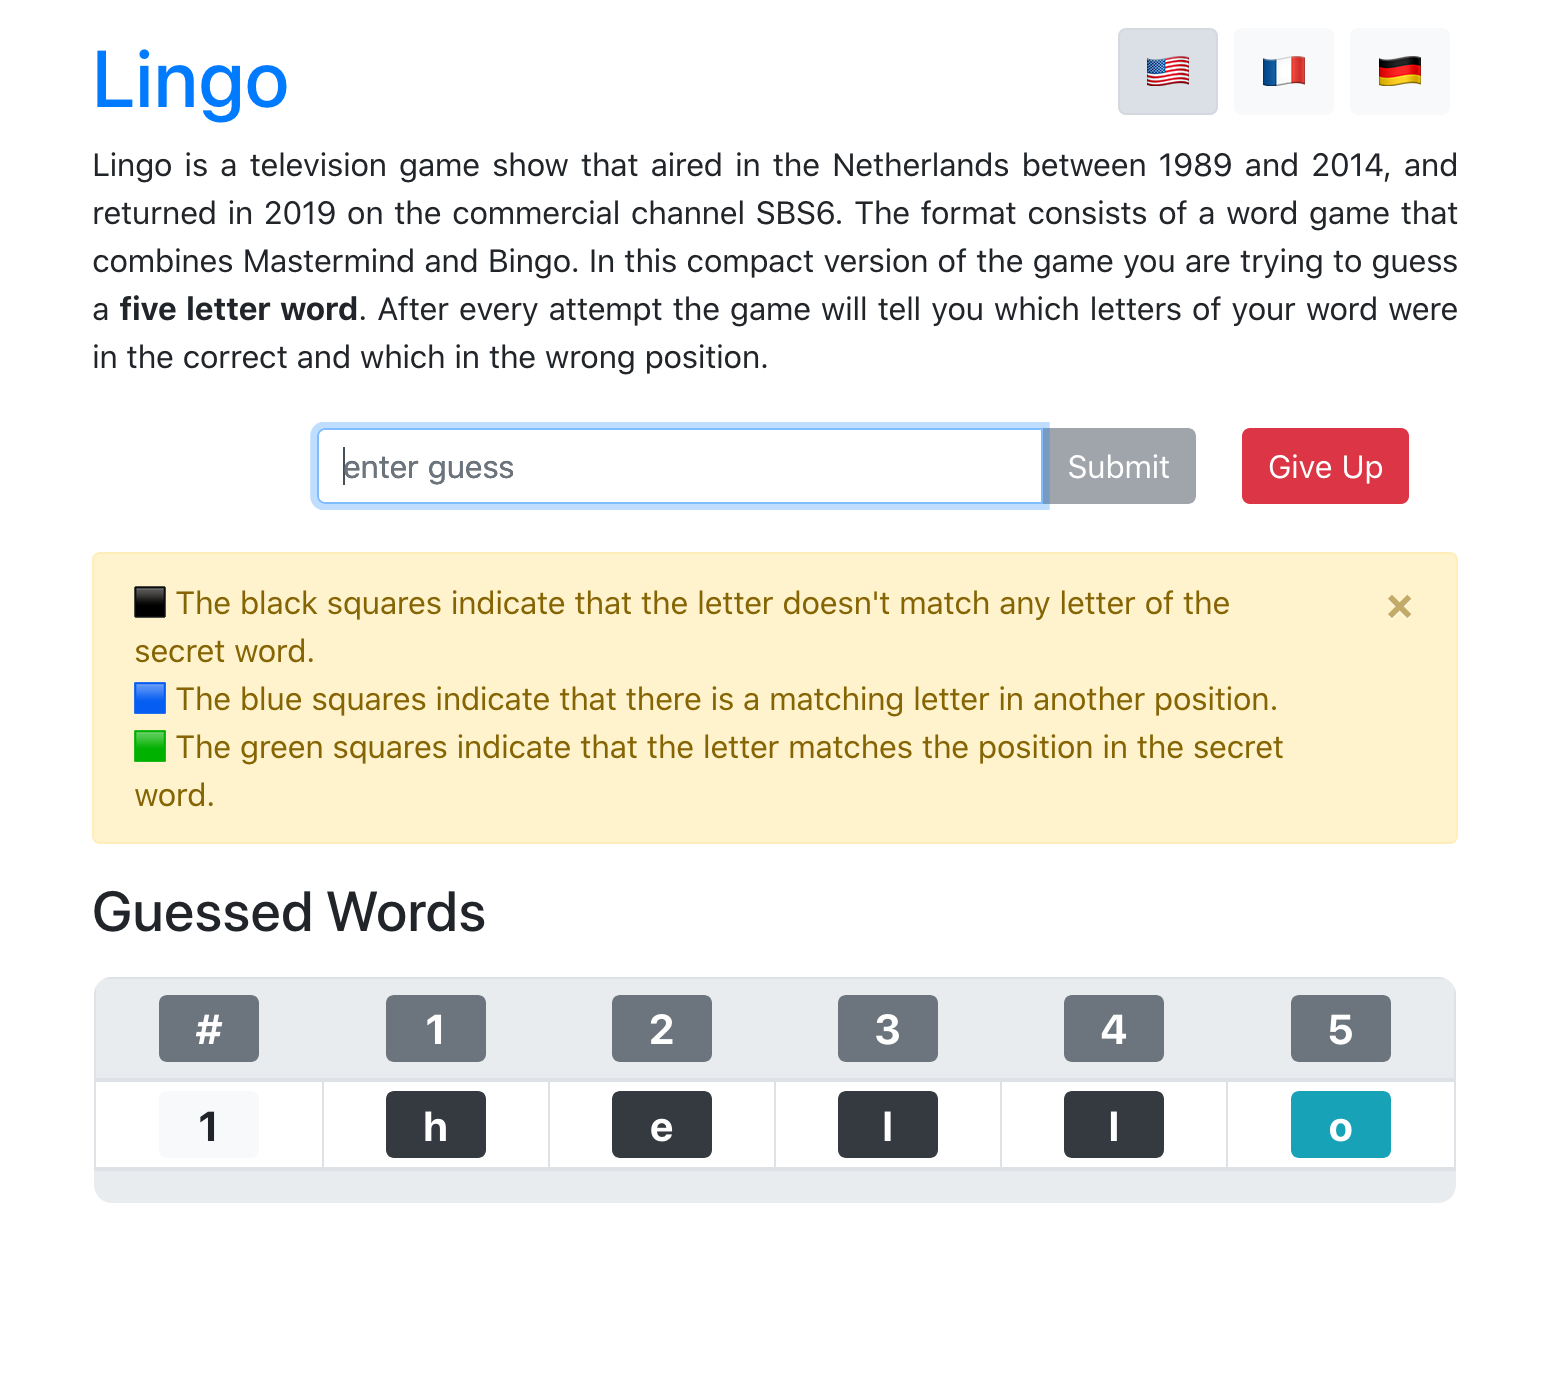 Lingo
Lingo is a television game show that aired in the Netherlands between 1989 and 2014, and
returned in 2019 on the commercial channel SBS6. The format consists of a word game that
combines Mastermind and Bingo. In this compact version of the game you are trying to guess
a five letter word. After every attempt the game will tell you which letters of your word were
in the correct and which in the wrong position.
enter guess Submit Give Up
The black squares indicate that the letter doesn't match any letter of the
secret word.
The blue squares indicate that there is a matching letter in another position.
The green squares indicate that the letter matches the position in the secret
word.
×
Guessed Words
# 1 2 3 4 5
1 h e l l o